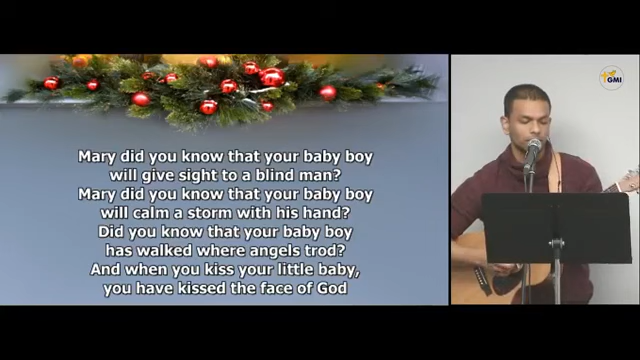 Mary did you know that your baby boy
will give sight to a blind man?
Mary did you know that your baby boy
will calm a storm with his hand?
Did you know that your baby boy
has walked where angels trod?
And when you kiss your little baby,
you have kissed the face of God
GMI